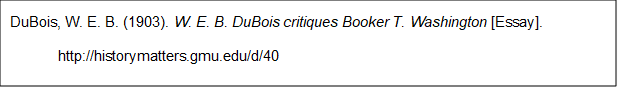 DuBois, W. E. B. (1903). W. E. B. DuBois critiques Booker T. Washington [Essay].
http://historymatters.gmu.edu/d/40